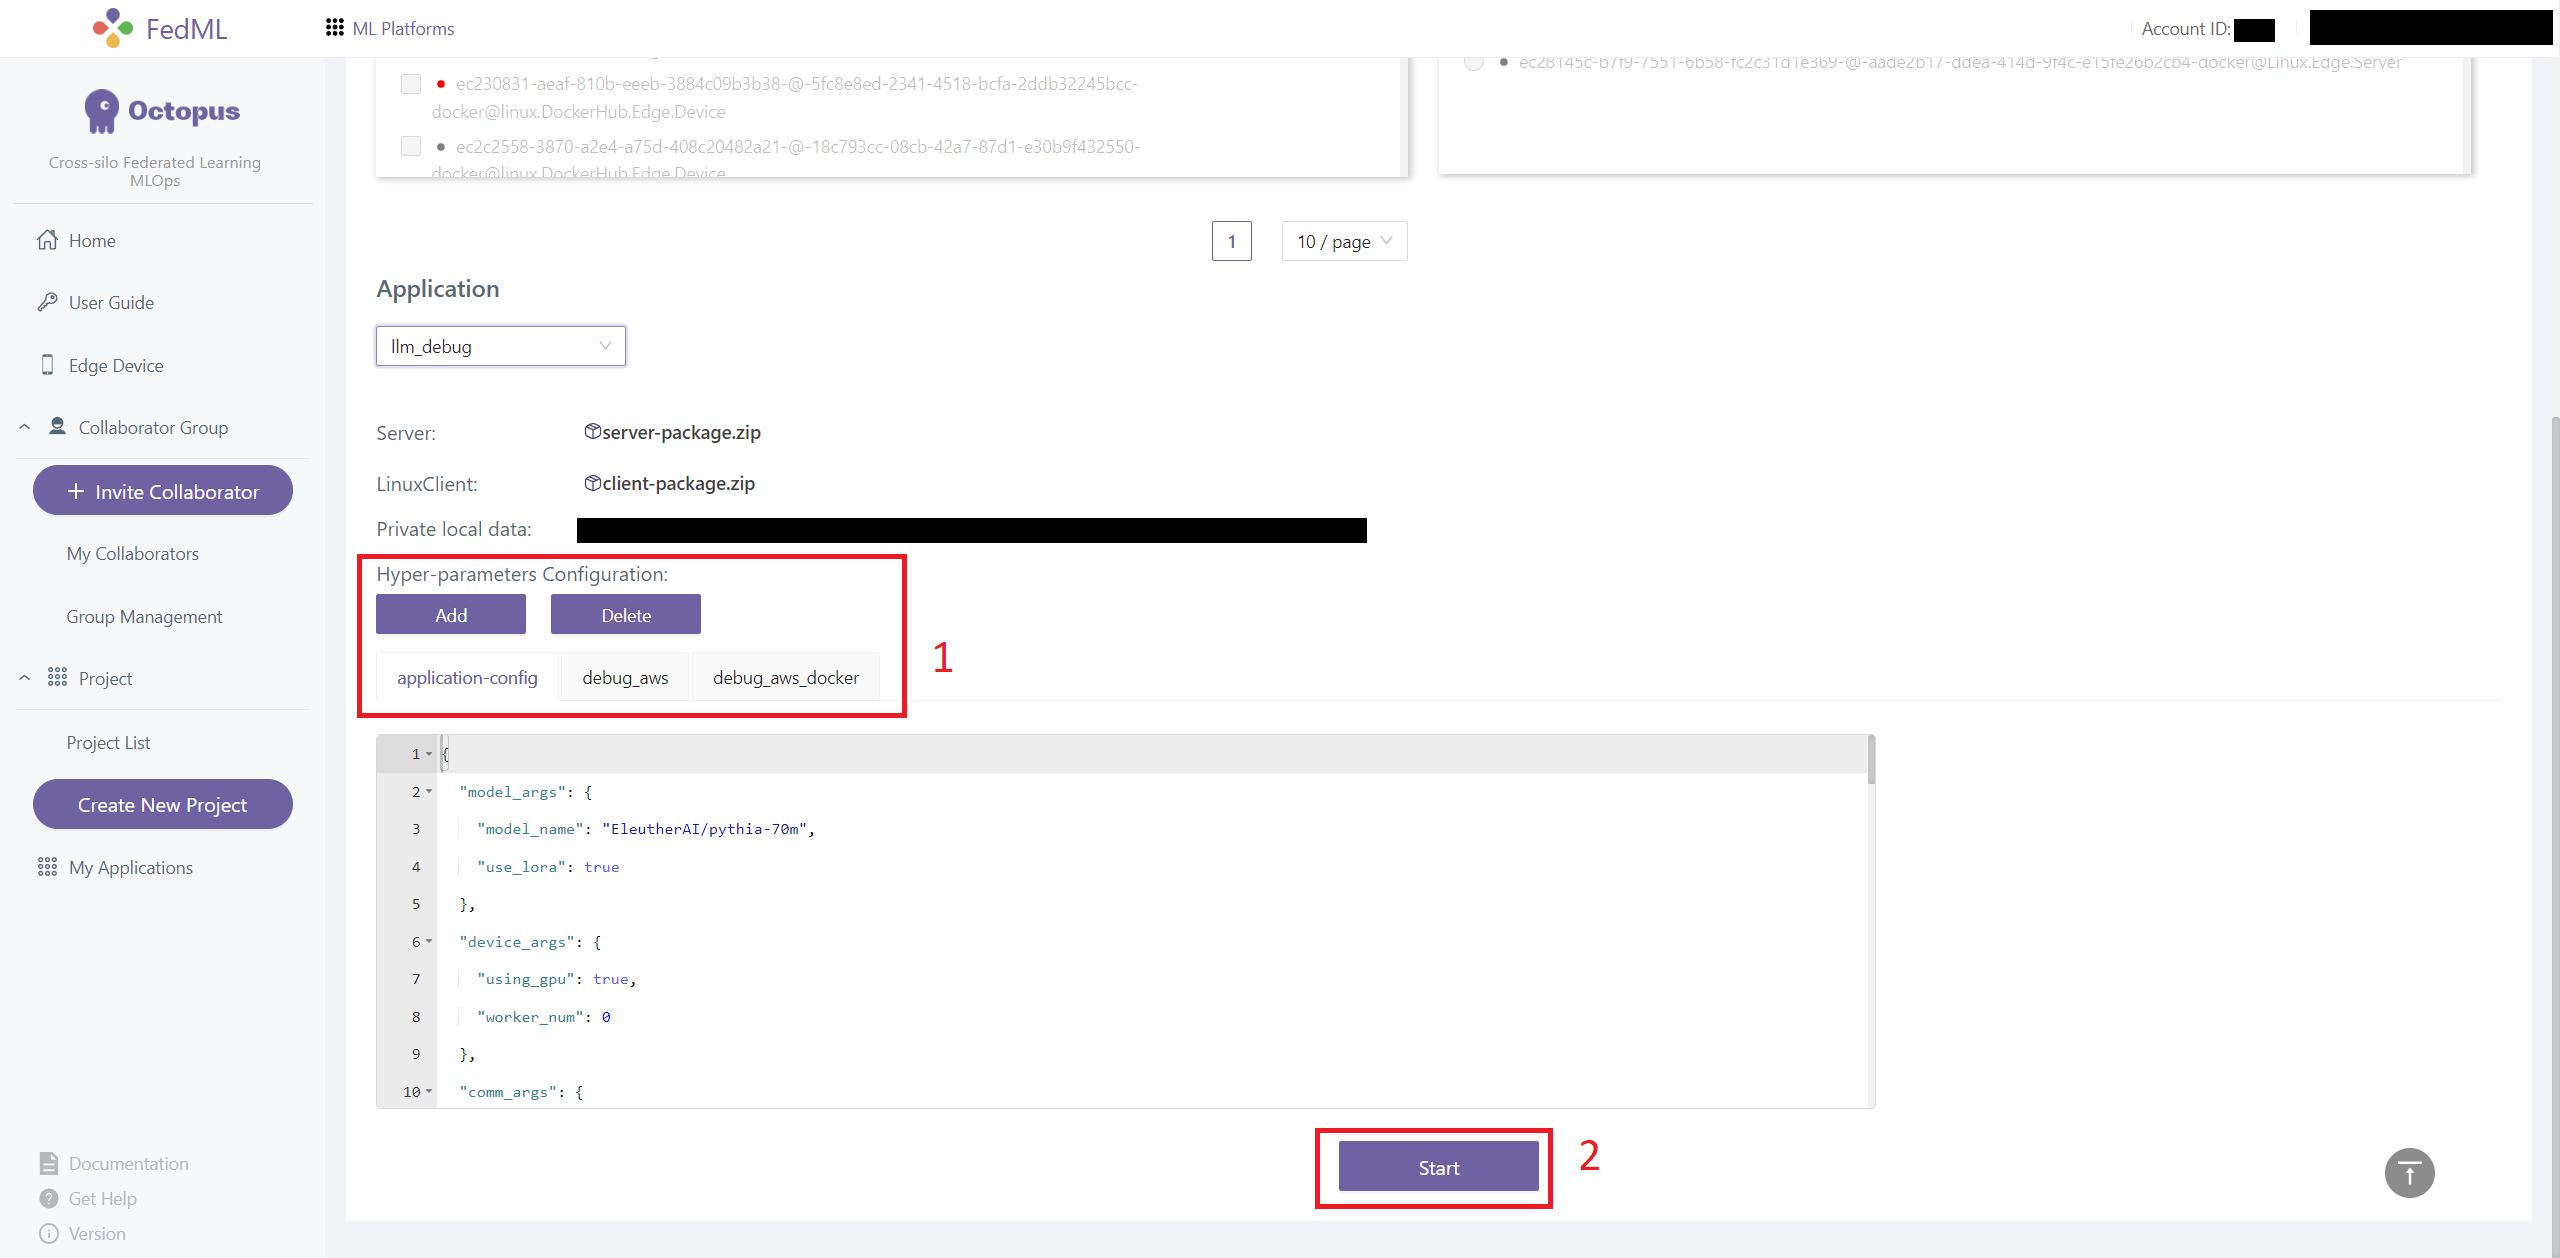 FedML
ML Platforms
Account ID:
Octopus
Cross-silo Federated Learning
MLOps
Home
User Guide
Edge Device
Collaborator Group
+ Invite Collaborator
My Collaborators
Group Management
Project
Project List
Create New Project
My Applications
Documentation
Get Help
Version
ec230831-aeaf-810b-eeeb-3884c09b3b38-@-5fc8e8ed-2341-4518-bcfa-2ddb32245bcc-
docker@linux.DockerHub.Edge.Device
ec2c2558-3870-a2e4-a75d-408c20482a21-@-18c793cc-08cb-42a7-87d1-e30b9f432550-
docker@linux.DockerHub.Edge.Device
ec28145c-b7f9-7551-6b58-fc2c31d1e369-@-aade2b17-ddea-414d-9f4c-e15fe26b2cb4-docker@Linux.Edge.Server
1
10 / page
Application
llm_debug
Server: server-package.zip
LinuxClient: client-package.zip
Private local data:
Hyper-parameters Configuration:
Add Delete
application-config debug_aws debug_aws_docker
1
1 {
2 "model_args": {
3 "model_name": "EleutherAI/pythia-70m",
4 "use_lora": true
5 },
6 "device_args": {
7 "using_gpu": true,
8 "worker_num": 0
9 },
10 "comm_args": {
Start
2